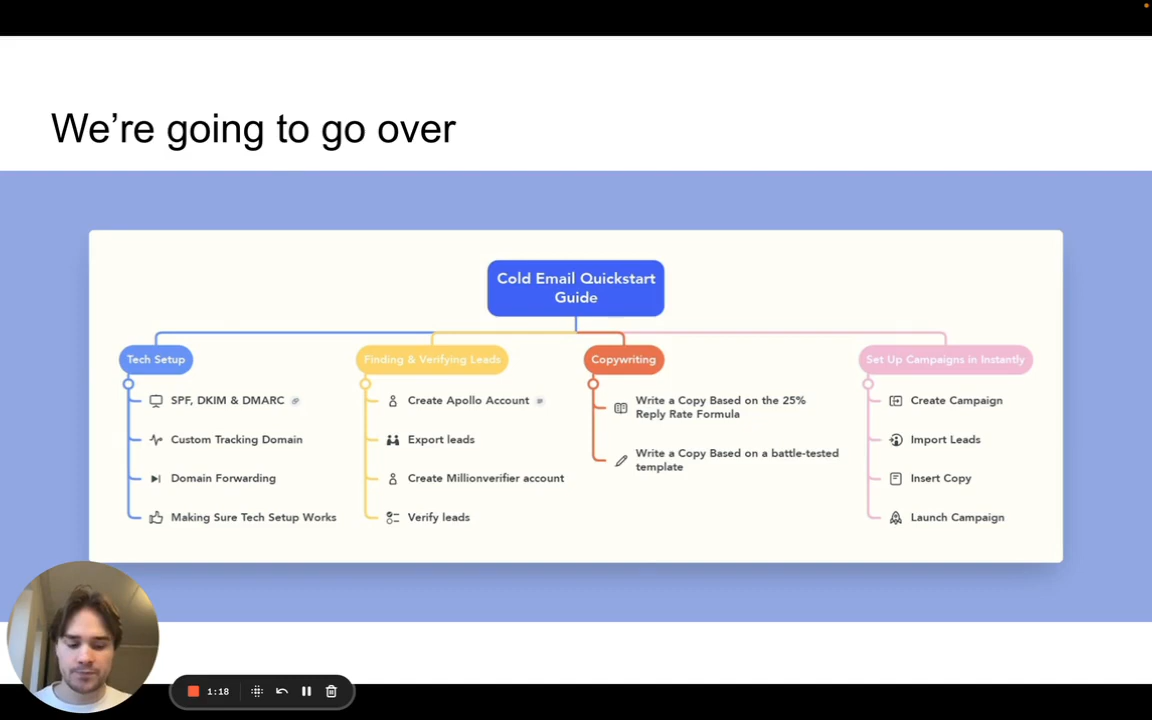 We're going to go over
Cold Email Quickstart
Guide
Tech Setup
SPF, DKIM & DMARC
Custom Tracking Domain
Domain Forwarding
Making Sure Tech Setup Works
Finding & Verifying Leads
Create Apollo Account
Export leads
Create Millionverifier account
Verify leads
Copywriting
Write a Copy Based on the 25%
Reply Rate Formula
Write a Copy Based on a battle-tested
template
Set Up Campaigns in Instantly
Create Campaign
Import Leads
Insert Copy
Launch Campaign
1:18